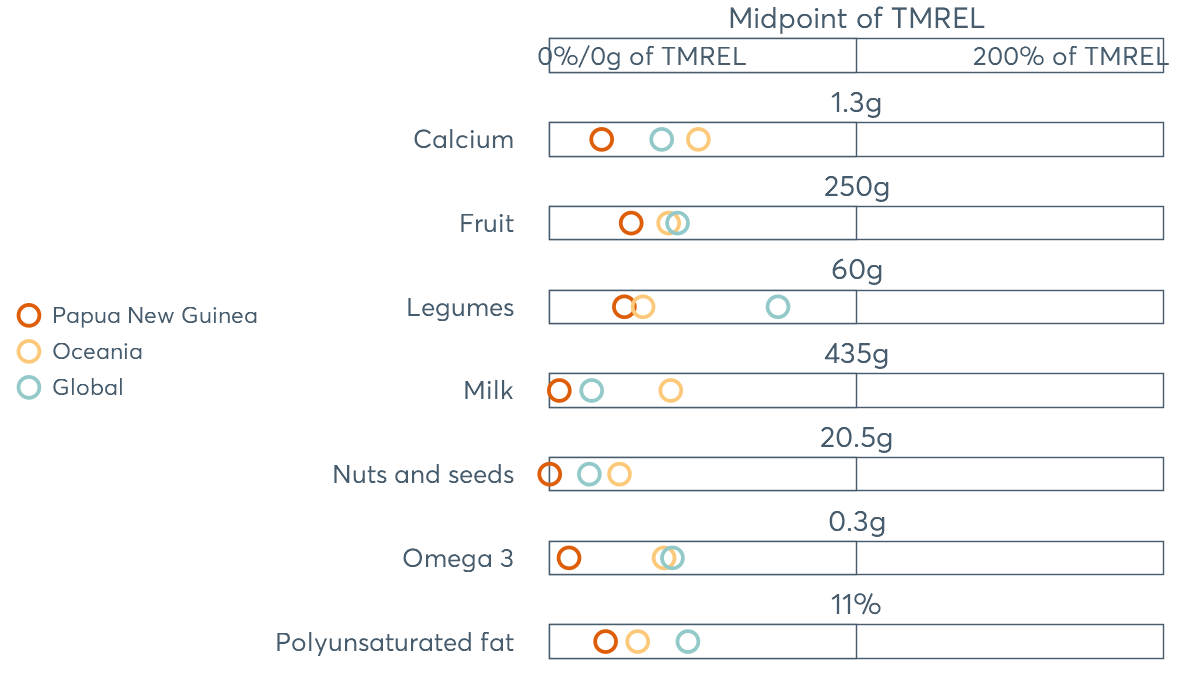 Midpoint of TMREL
0%/0g of TMREL
200% of TMREL
1.3g
Calcium
250g
Fruit
60g
Legumes
435g
Milk
20.5g
Nuts and seeds
0.3g
Omega 3
11%
Polyunsaturated fat
Papua New Guinea
Oceania
Global